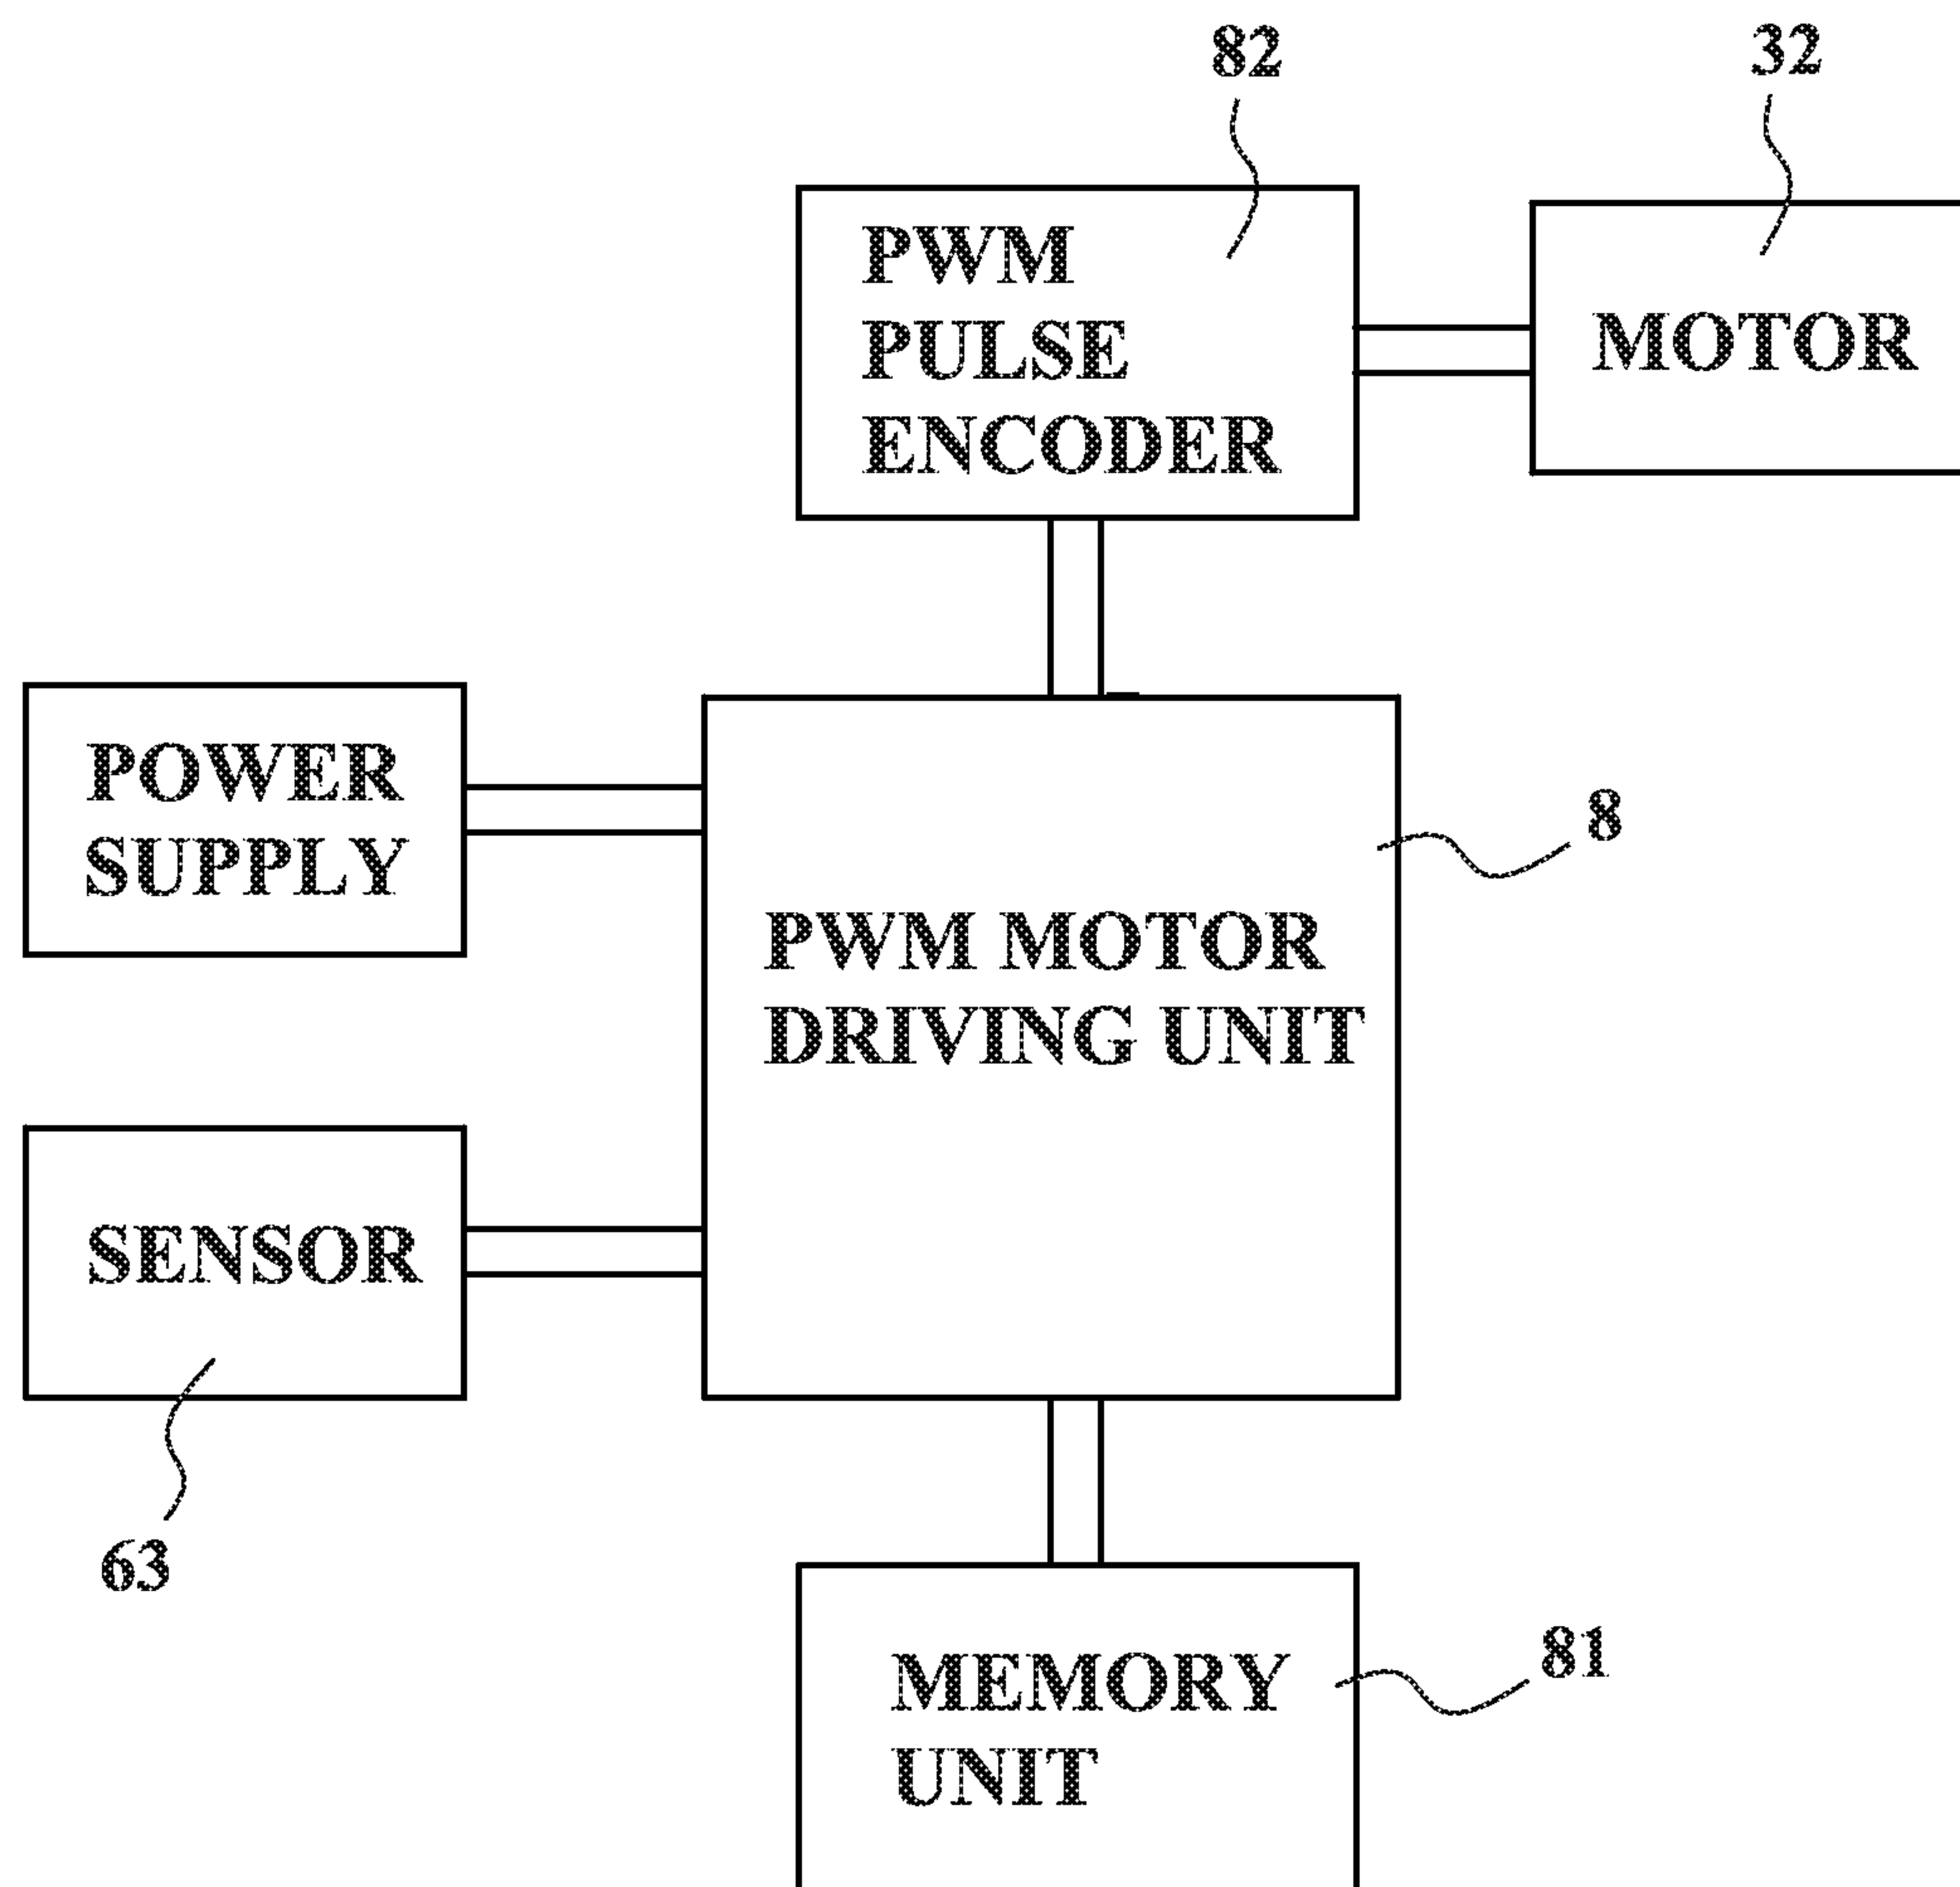 82
32
PWM
PULSE
ENCODER
MOTOR
POWER
SUPPLY
8
PWM MOTOR
DRIVING UNIT
SENSOR
63
81
MEMORY
UNIT